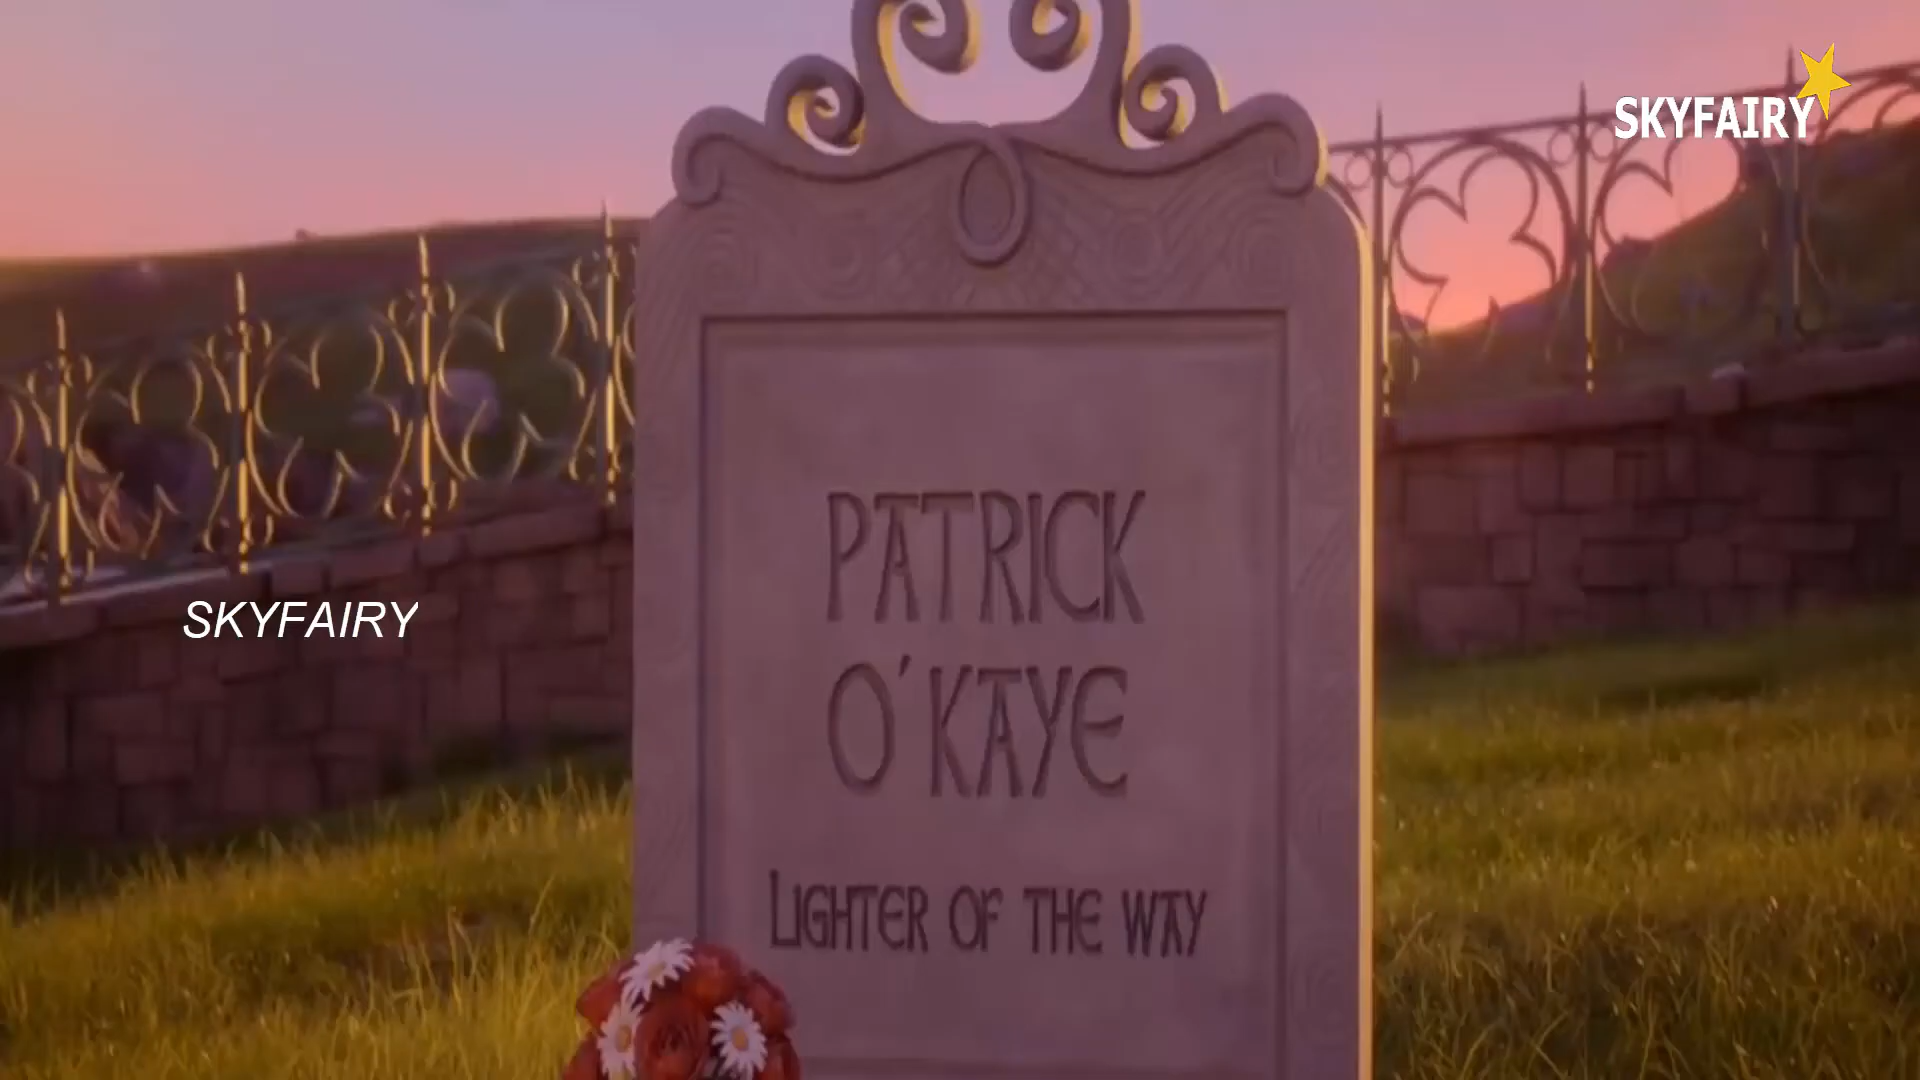 SKYFAIRY
PATRICK
O'KAYE
LIGHTER OF THE WAY
SKYFAIRY